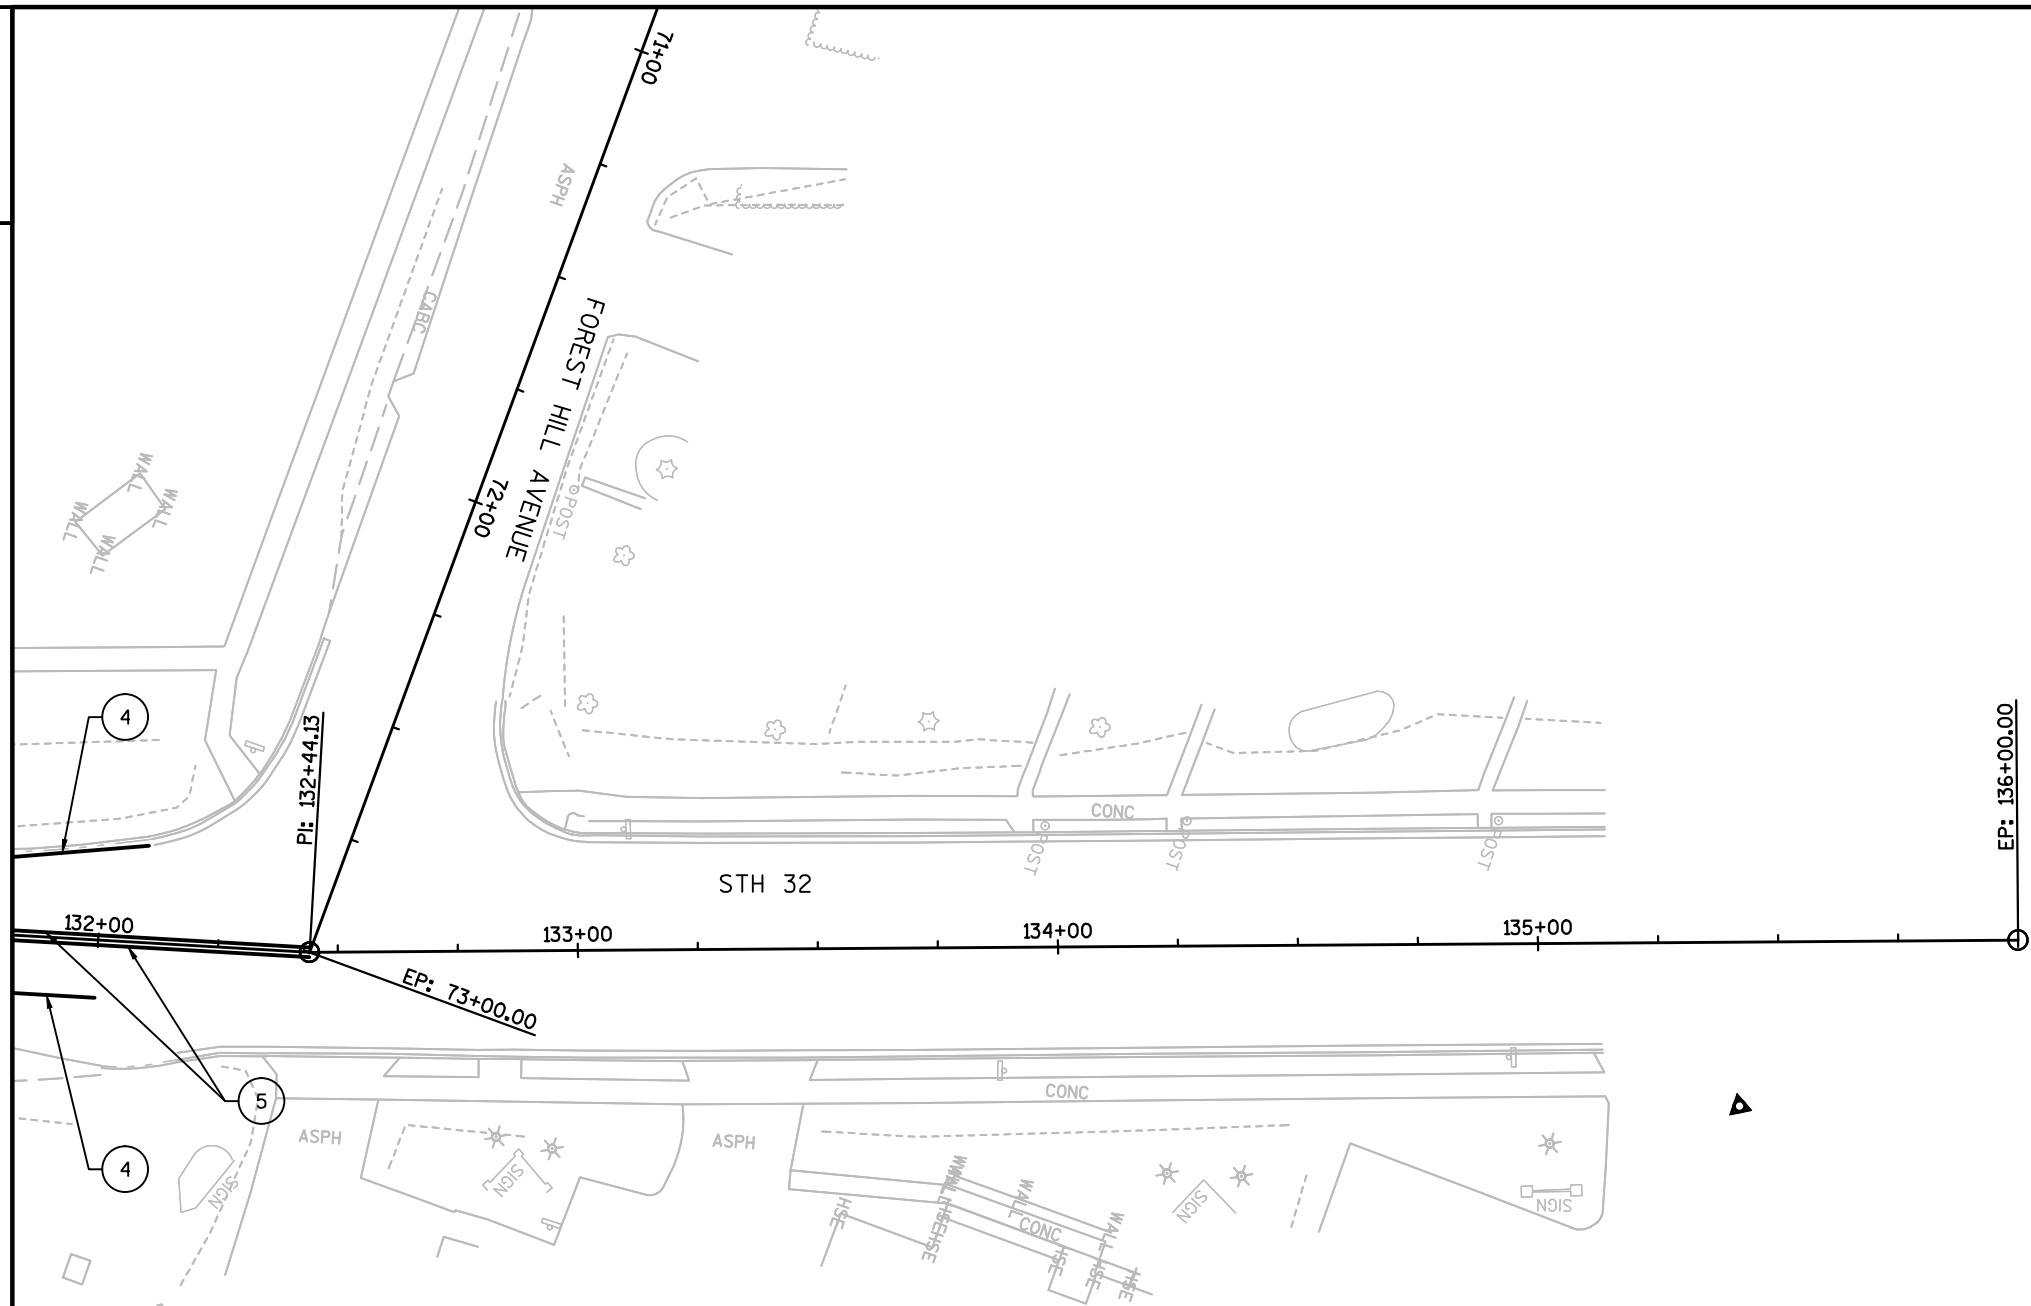 71+00
ASPH
CABC
FOREST HILL AVENUE
72+00
POST
WALL
WALL
WALL
WALL
4
PI: 132+44.13
EP: 136+00.00
CONC
POST
POST
POST
STH 32
132+00
133+00
134+00
135+00
EP: 73+00.00
5
4
CONC
ASPH
ASPH
SIGN
SIGN
WALL
WALL
WALL
HSE
HSE
HSE
CONC
HSE
HSE
HSE
SIGN
SIGN